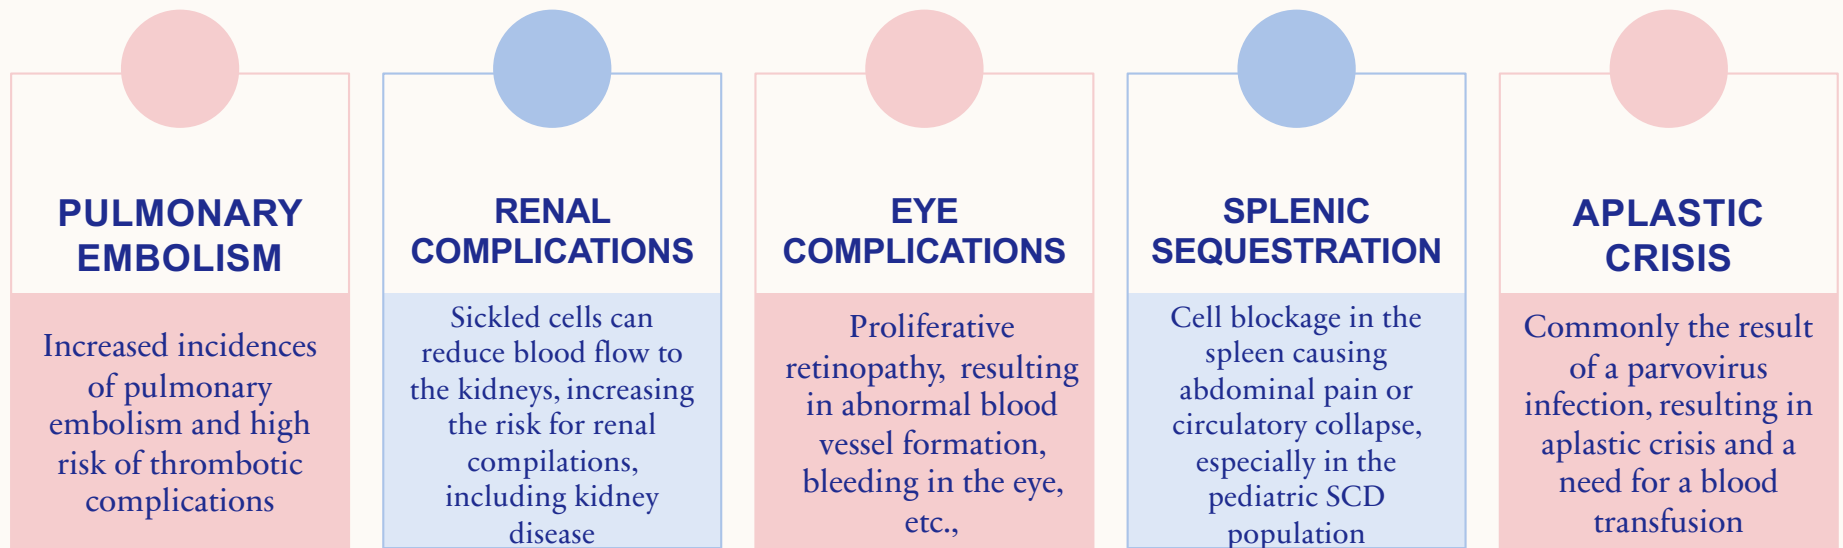 PULMONARY
EMBOLISM
Increased incidences
of pulmonary
embolism and high
risk of thrombotic
complications
RENAL
COMPLICATIONS
Sickled cells can
reduce blood flow to
the kidneys, increasing
the risk for renal
compilations,
including kidney
disease
EYE
COMPLICATIONS
Proliferative
retinopathy, resulting
in abnormal blood
vessel formation,
bleeding in the eye,
etc.,
SPLENIC
SEQUESTRATION
Cell blockage in the
spleen causing
abdominal pain or
circulatory collapse,
especially in the
pediatric SCD
population
APLASTIC
CRISIS
Commonly the result
of a parvovirus
infection, resulting in
aplastic crisis and a
need for a blood
transfusion